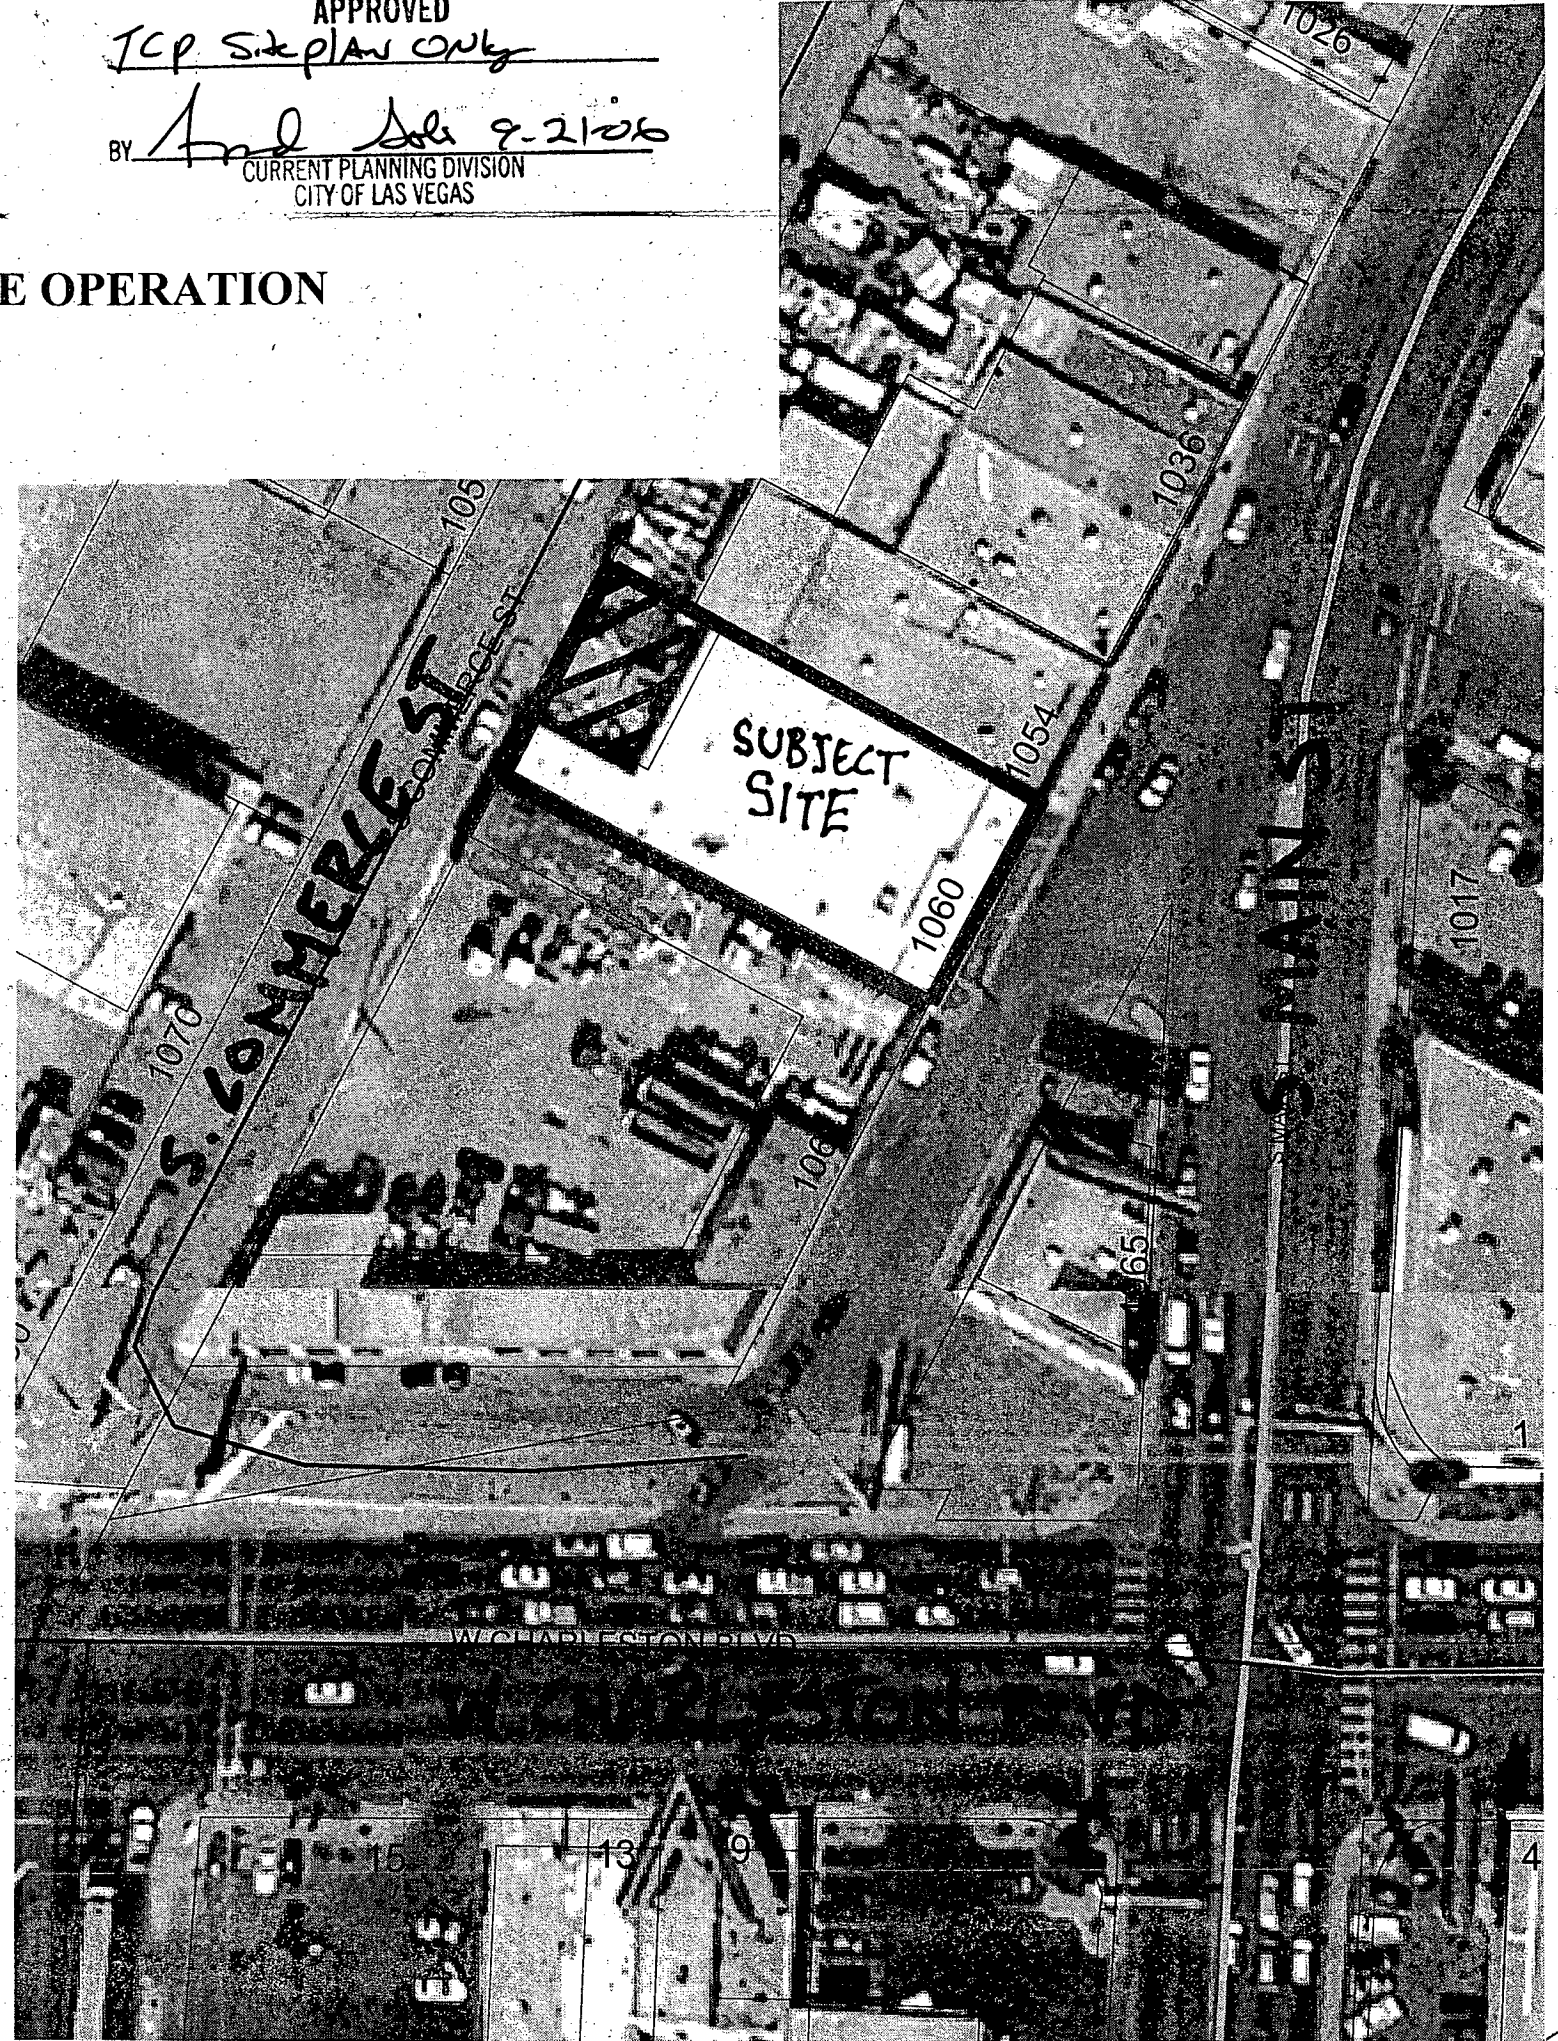 APPROVED
TCP Siteplan Only
BY 9-21-06
CURRENT PLANNING DIVISION
CITY OF LAS VEGAS
E OPERATION
1026
1036
105
S COMMERCE ST
S. COMMERCE ST
SUBJECT
SITE
1054
1060
S MAIN ST
1017
1070
106
65
1
W CHARLESTON BLVD
W CHARLESTON BLVD
15
13
9
4